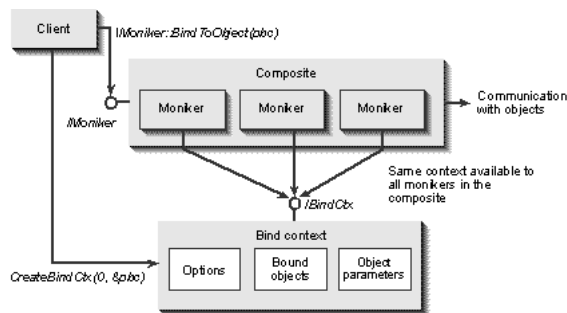 Client
IMoniker::BindToObject(pbc)
Composite
Moniker
Moniker
Moniker
IMoniker
Communication
with objects
Same context available to
all monikers in the
composite
IBindCtx
Bind context
Options
Bound
objects
Object
parameters
CreateBindCtx(0, &pbc)